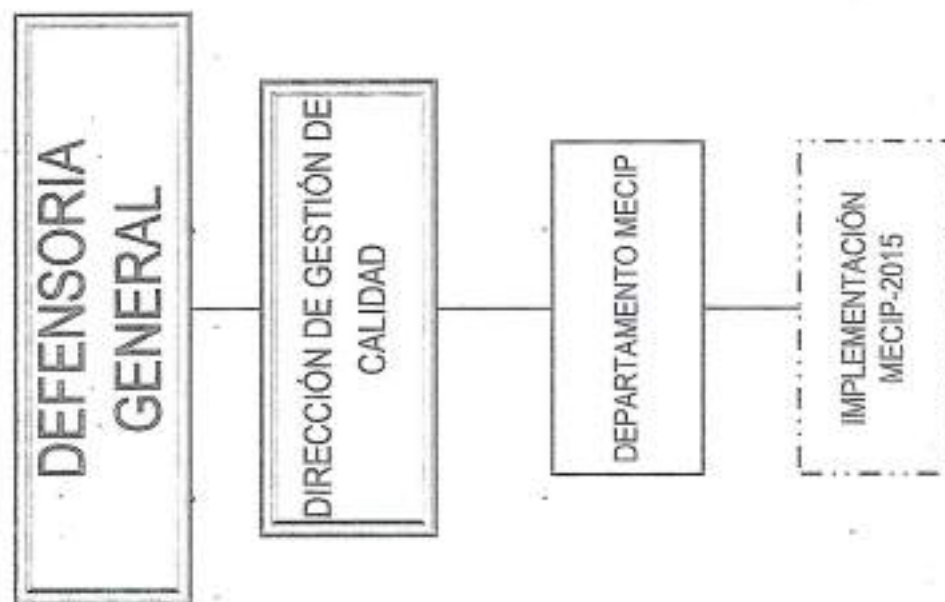 DEFENSORIA
GENERAL
DIRECCIÓN DE GESTIÓN DE
CALIDAD
DEPARTAMENTO MECIP
IMPLEMENTACIÓN
MECIP-2015